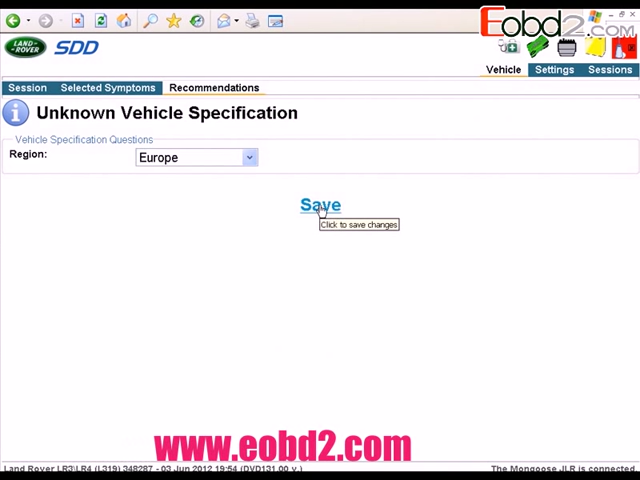 Eobd2.COM
LAND-ROVER
SDD
Vehicle Settings Sessions
Session Selected Symptoms Recommendations
Unknown Vehicle Specification
Vehicle Specification Questions
Region: Europe
Save
Click to save changes
www.eobd2.com
Land Rover LR3\LR4 (L319) 348287 - 03 Jun 2012 19:54 (DVD131.00 v.) The Mongoose JLR is connected